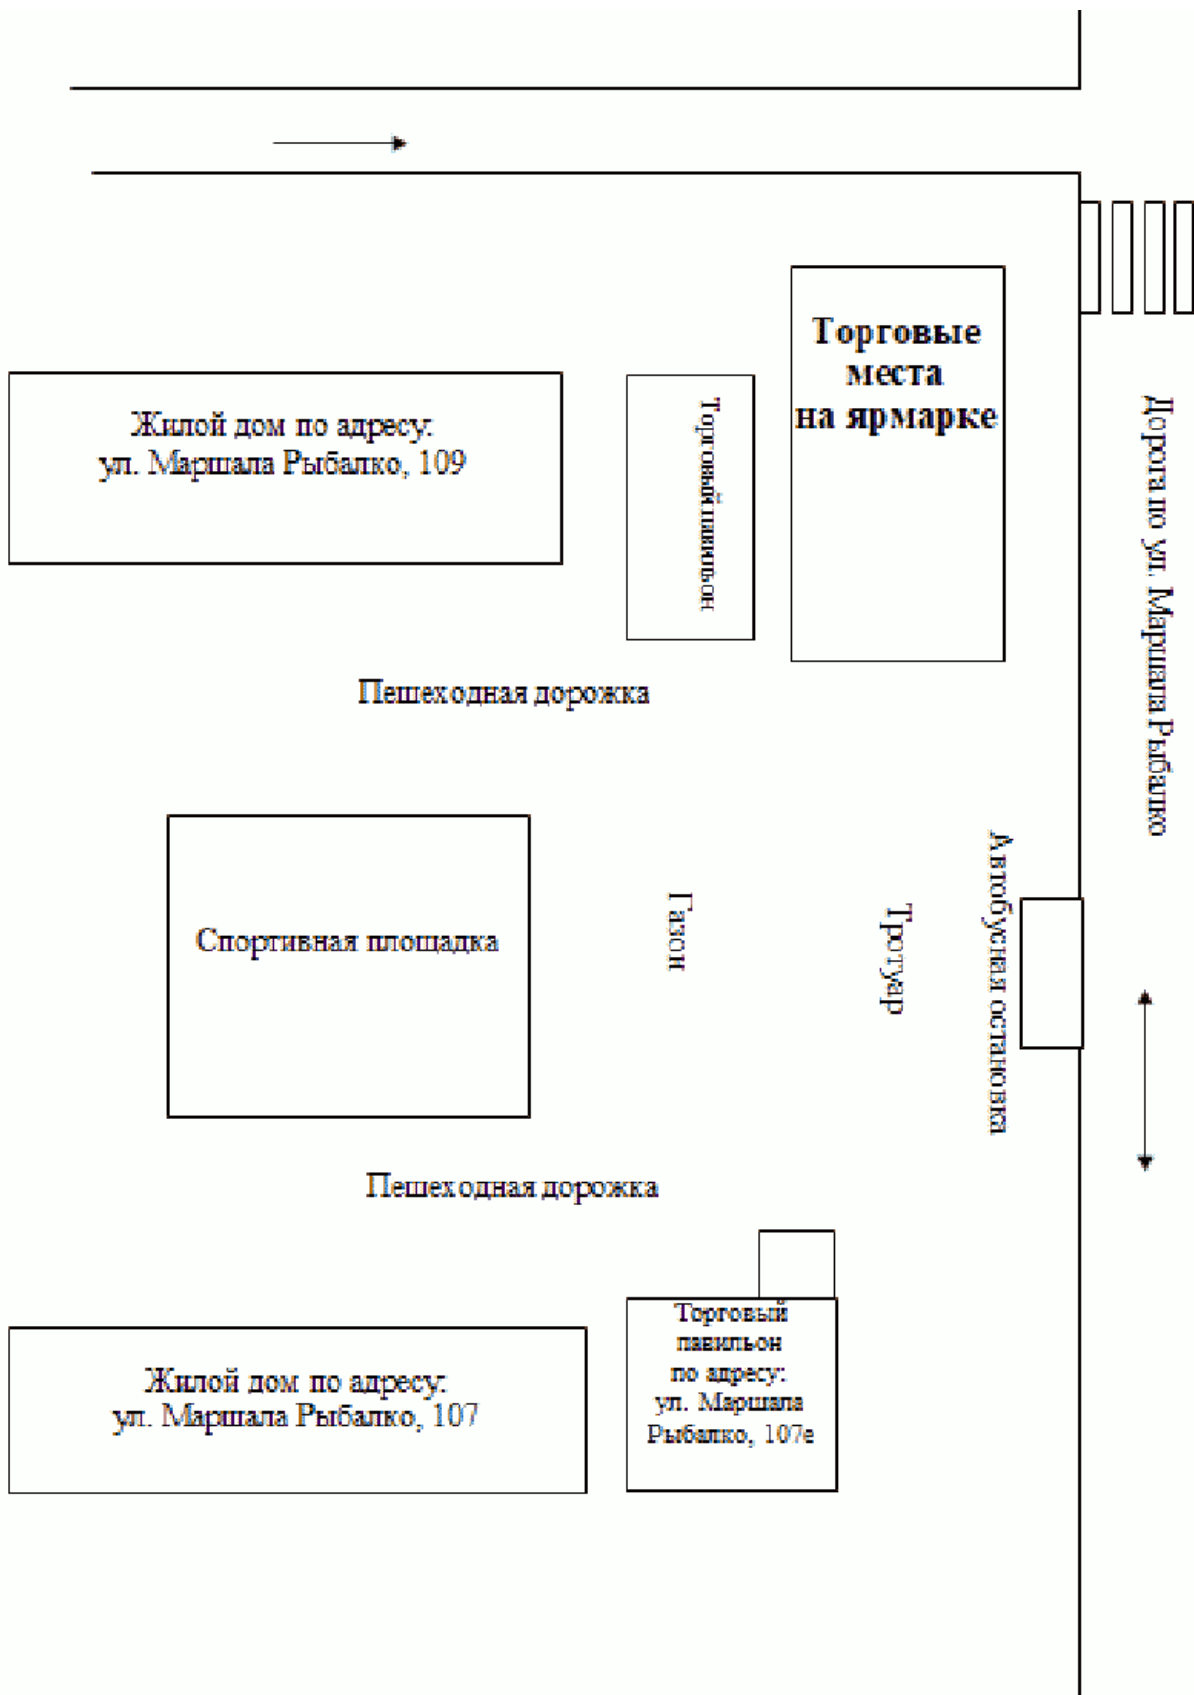 Торговые
места
на ярмарке
Жилой дом по адресу:
ул. Маршала Рыбалко, 109
Торговый павильон
Дорога по ул. Маршала Рыбалко
Пешеходная дорожка
Спортивная площадка
Газон
Тротуар
Автобусная остановка
Пешеходная дорожка
Жилой дом по адресу:
ул. Маршала Рыбалко, 107
Торговый
павильон
по адресу:
ул. Маршала
Рыбалко, 107е